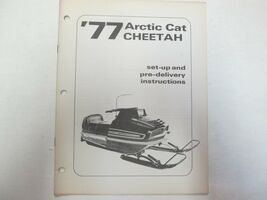 '77 Arctic Cat
CHEETAH
set-up and
pre-delivery
instructions